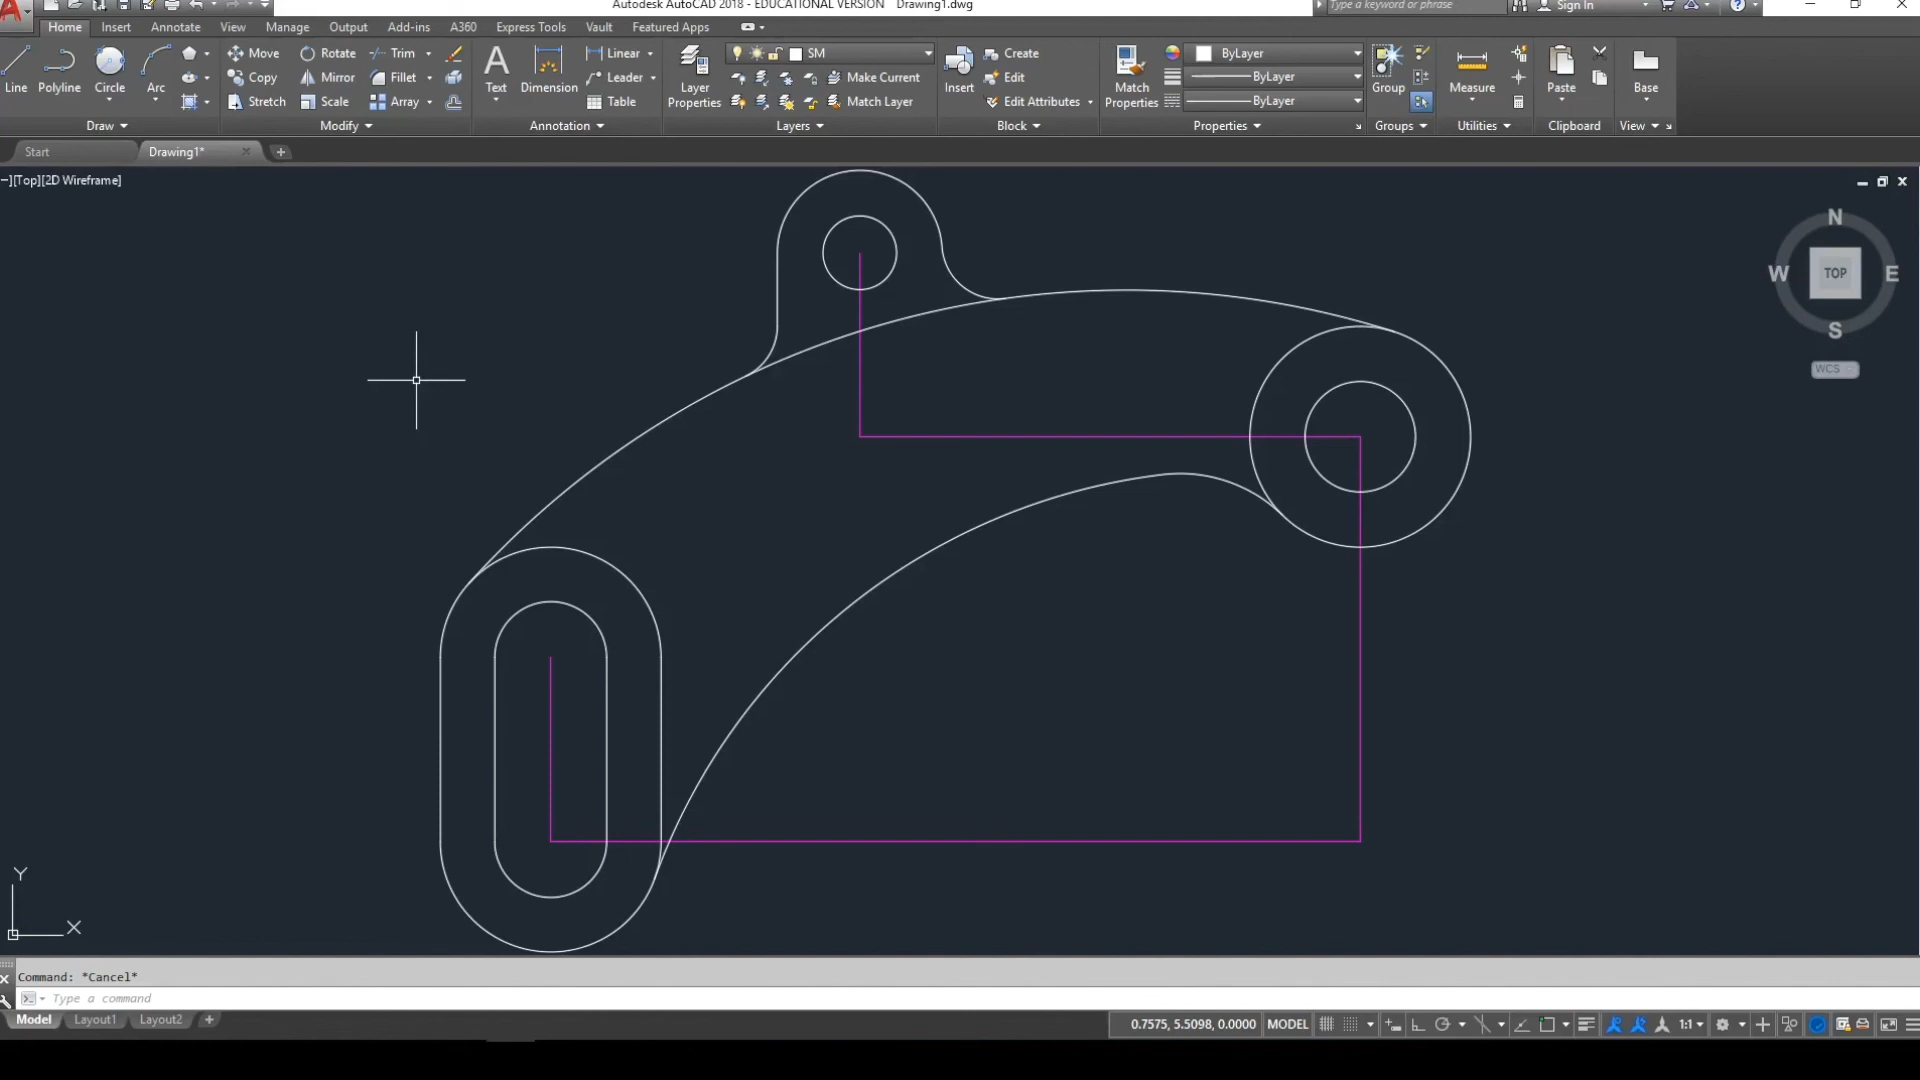 Autodesk AutoCAD 2018 - EDUCATIONAL VERSION Drawing1.dwg
Type a keyword or phrase
Sign In
Home Insert Annotate View Manage Output Add-ins A360 Express Tools Vault Featured Apps
Line Polyline Circle Arc
Move Rotate Trim
Copy Mirror Fillet
Stretch Scale Array
Text Dimension
Linear
Leader
Table
Layer Properties
SM
Make Current
Match Layer
Insert
Create
Edit
Edit Attributes
Match Properties
ByLayer
ByLayer
ByLayer
Group Measure Paste Base
Draw Modify Annotation Layers Block Properties Groups Utilities Clipboard View
Start Drawing1*
−][Top][2D Wireframe]
N
W TOP E
S
WCS
Y
X
Command: *Cancel*
Type a command
Model Layout1 Layout2
0.7575, 5.5098, 0.0000 MODEL 1:1